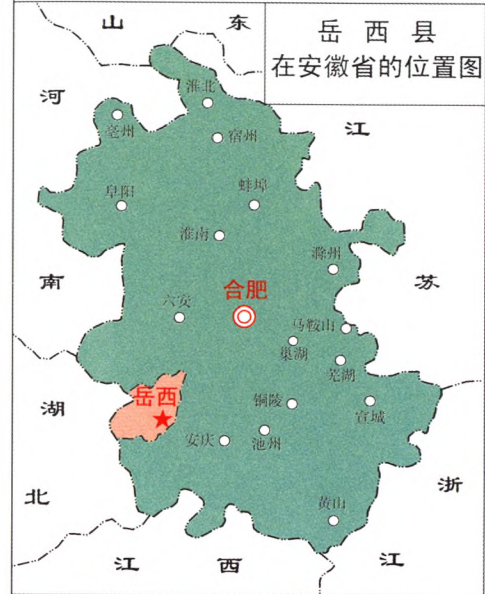 岳西县
在安徽省的位置图
山东
河南
江苏
湖北
江西
浙江
淮北
亳州
宿州
阜阳
蚌埠
淮南
滁州
合肥
六安
马鞍山
巢湖
芜湖
岳西
铜陵
宣城
安庆
池州
黄山